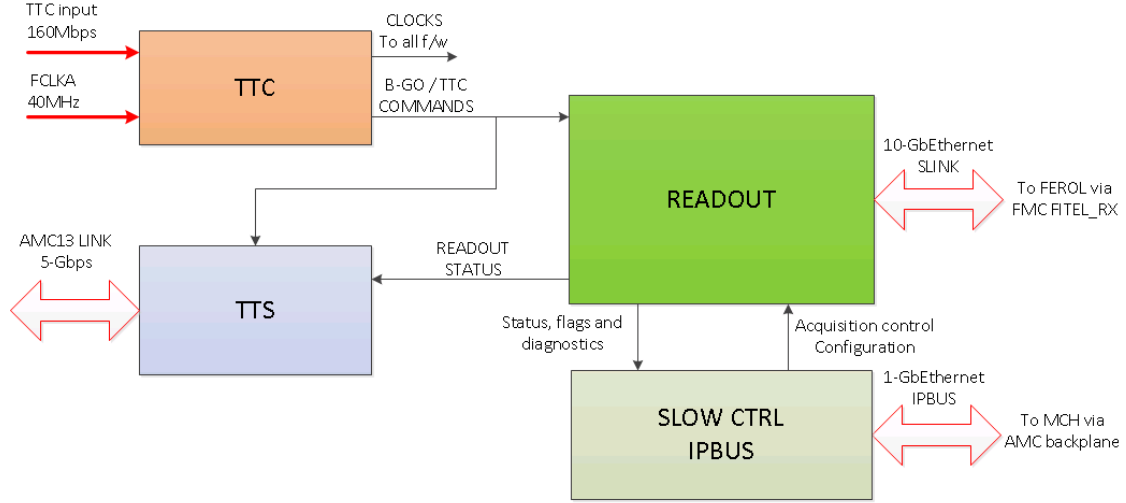 TTC input
160Mbps
FCLKA
40MHz
TTC
CLOCKS
To all f/w
B-GO / TTC
COMMANDS
READOUT
10-GbEthernet
SLINK
To FEROL via
FMC FITEL_RX
AMC13 LINK
5-Gbps
TTS
READOUT
STATUS
Status, flags and
diagnostics
Acquisition control
Configuration
SLOW CTRL
IPBUS
1-GbEthernet
IPBUS
To MCH via
AMC backplane